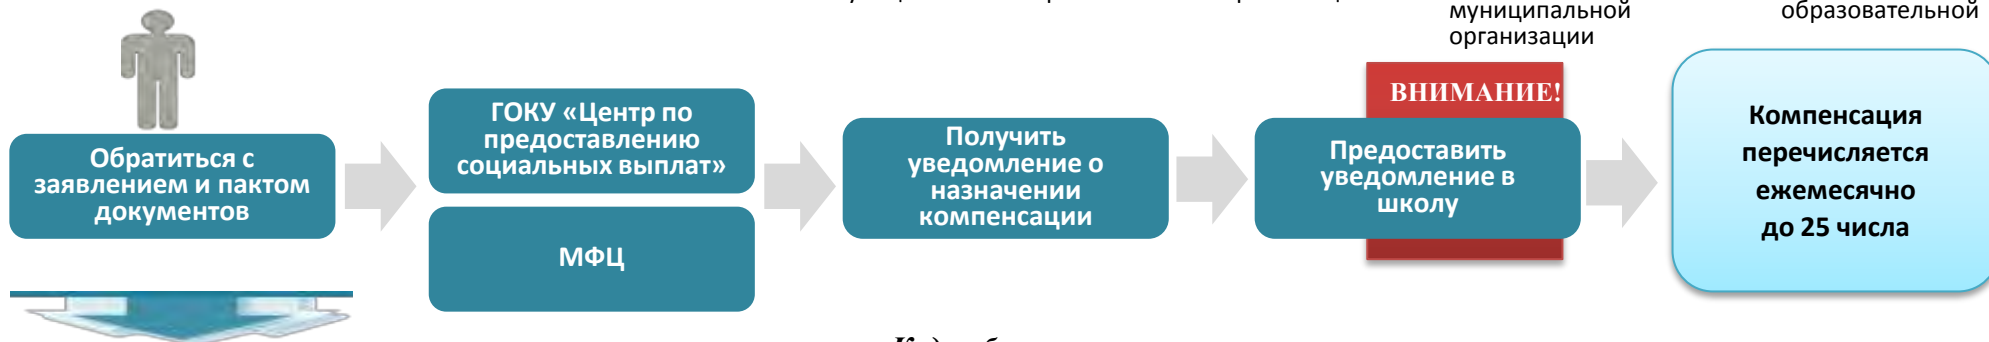 муниципальной
организации
образовательной
Обратиться с
заявлением и пактом
документов
ГОКУ «Центр по
предоставлению
социальных выплат»
МФЦ
Получить
уведомление о
назначении
компенсации
ВНИМАНИЕ!
Предоставить
уведомление в
школу
Компенсация
перечисляется
ежемесячно
до 25 числа